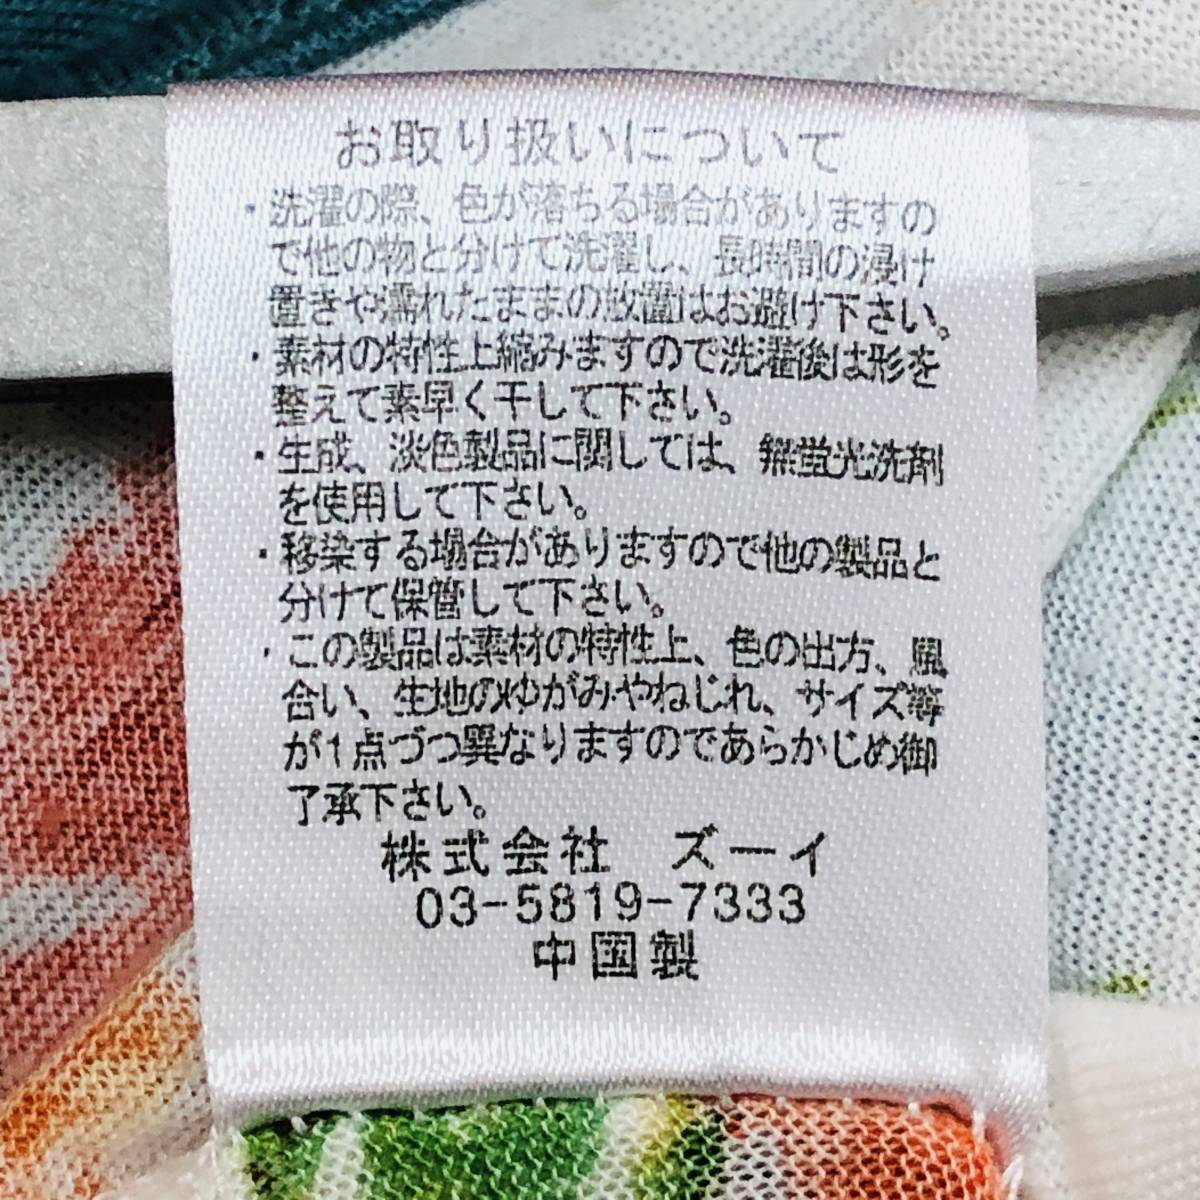 お取り扱いについて
・洗濯の際、色が落ちる場合がありますの
で他の物と分けて洗濯し、長時間の浸け
置きや濡れたままの放置はお避け下さい。
・素材の特性上縮みますので洗濯後は形を
整えて素早く干して下さい。
・生成、淡色製品に関しては、無蛍光洗剤
を使用して下さい。
・移染する場合がありますので他の製品と
分けて保管して下さい。
・この製品は素材の特性上、色の出方、風
合い、生地のゆがみやねじれ、サイズ等
が1点づつ異なりますのであらかじめ御
了承下さい。
株式会社 ズーイ
03-5819-7333
中国製